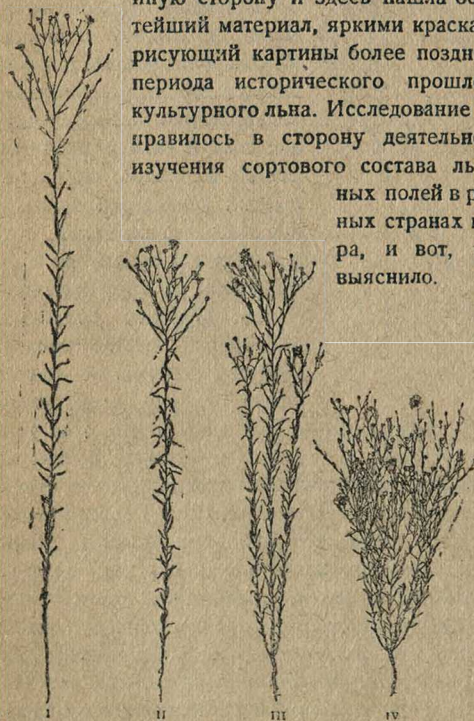 тейший материал, яркими краска
рисующий картины более поздн
периода исторического прошл
культурного льна. Исследование
правилось в сторону деятельн
изучения сортового состава ль
ных полей в р
ных странах
ра, и вот,
выяснило.
I II III IV